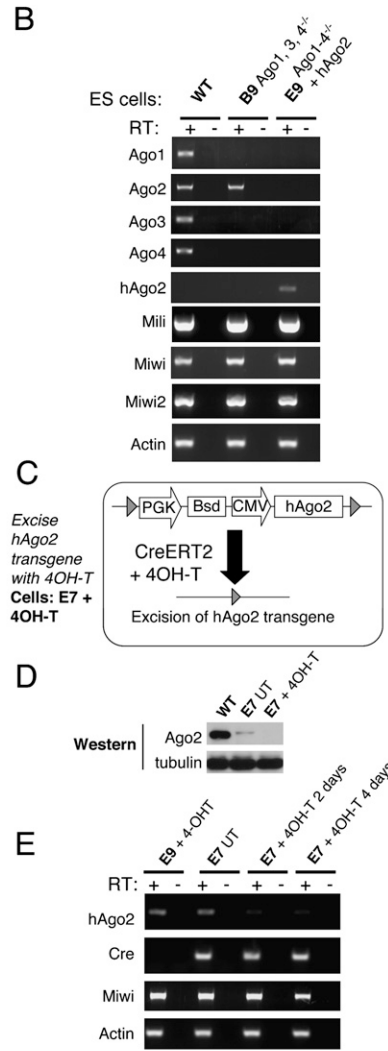 B
ES cells: WT B9 Ago1, 3, 4-/- E9 Ago1-4-/- + hAgo2
RT: + - + - + -
Ago1
Ago2
Ago3
Ago4
hAgo2
Mili
Miwi
Miwi2
Actin
C
Excise
hAgo2
transgene
with 4OH-T
Cells: E7 +
4OH-T
PGK Bsd CMV hAgo2
CreERT2
+ 4OH-T
Excision of hAgo2 transgene
D
WT E7 UT E7 + 4OH-T
Western
Ago2
tubulin
E
E9 + 4-OHT E7 UT E7 + 4OH-T 2 days E7 + 4OH-T 4 days
RT: + - + - + - + -
hAgo2
Cre
Miwi
Actin